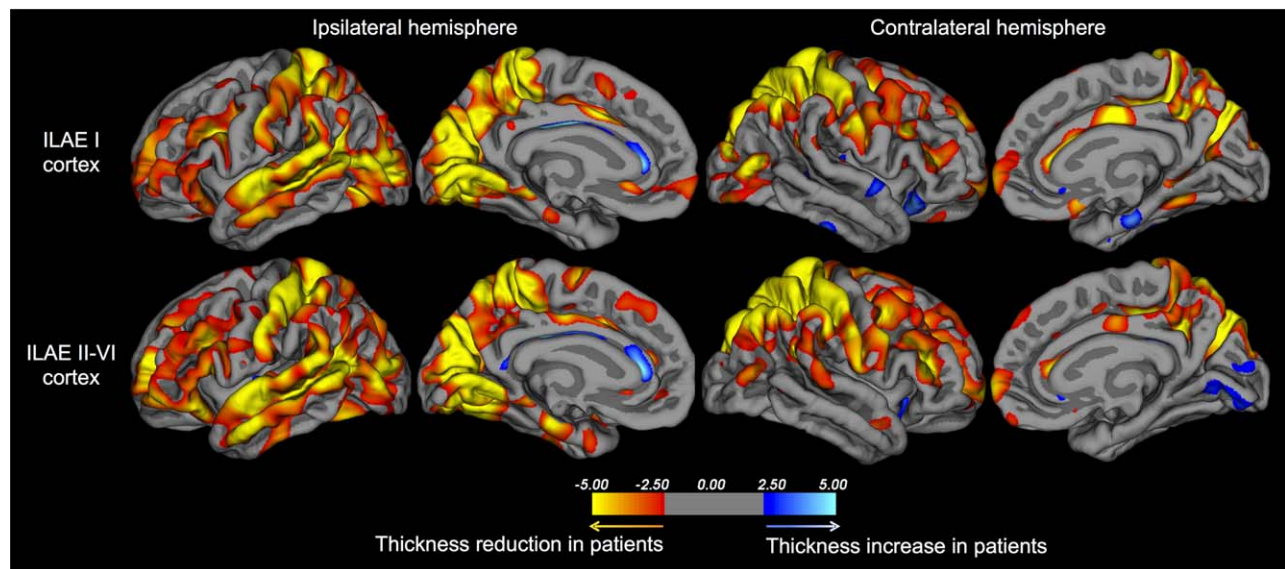 Ipsilateral hemisphere
Contralateral hemisphere
ILAE I
cortex
ILAE II-VI
cortex
-5.00 -2.50 0.00 2.50 5.00
Thickness reduction in patients
Thickness increase in patients